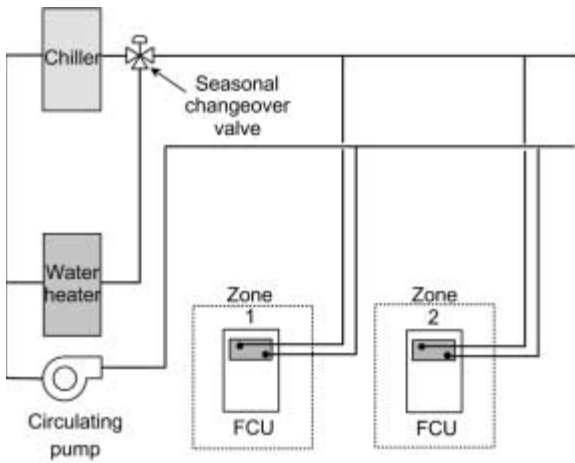 Chiller
Seasonal
changeover
valve
Water
heater
Zone
1
FCU
Zone
2
FCU
Circulating
pump